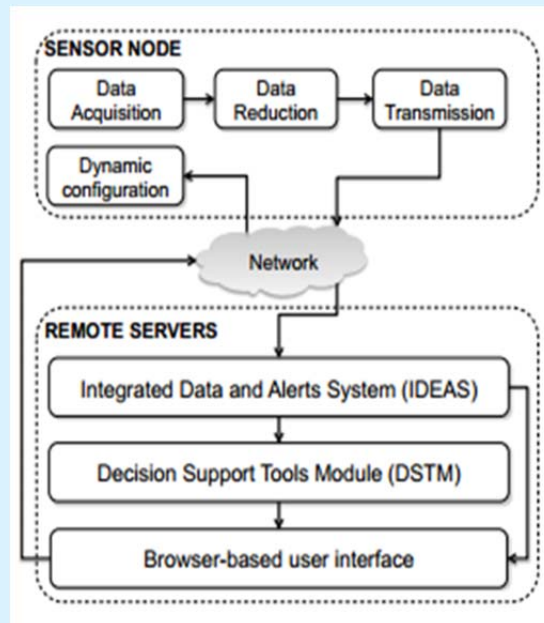 SENSOR NODE
Data
Acquisition
Data
Reduction
Data
Transmission
Dynamic
configuration
Network
REMOTE SERVERS
Integrated Data and Alerts System (IDEAS)
Decision Support Tools Module (DSTM)
Browser-based user interface